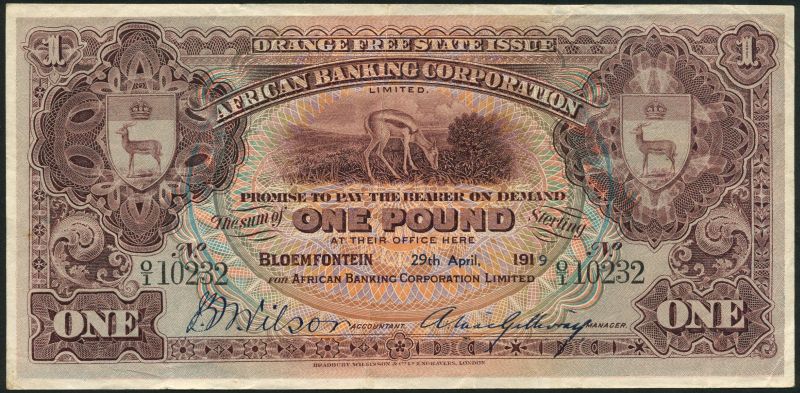 1 ORANGE FREE STATE ISSUE 1
AFRICAN BANKING CORPORATION
LIMITED.
PROMISE TO PAY THE BEARER ON DEMAND
The sum of ONE POUND Sterling
AT THEIR OFFICE HERE
No BLOEMFONTEIN 29th April, 1919 No
O/1 10232 FOR AFRICAN BANKING CORPORATION LIMITED O/1 10232
ONE J.B. Wilson ACCOUNTANT. MANAGER. ONE
BRADBURY, WILKINSON & Co. Ld. ENGRAVERS, LONDON